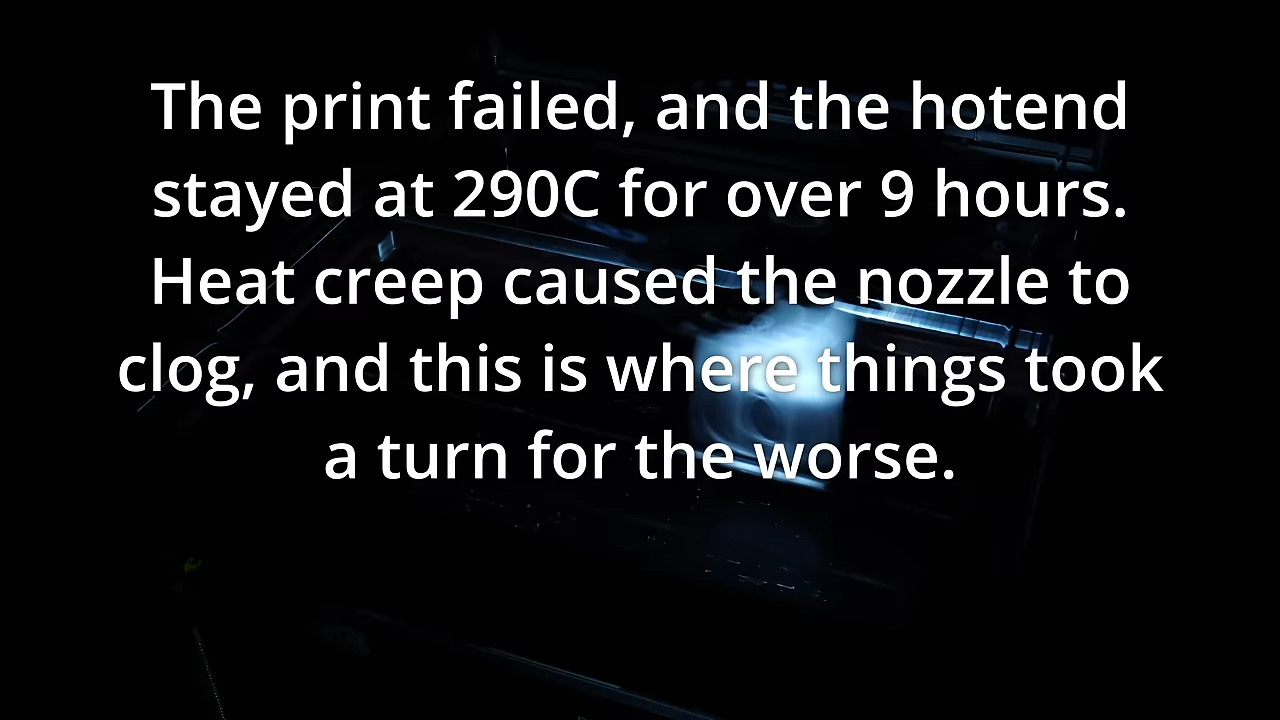 The print failed, and the hotend
stayed at 290C for over 9 hours.
Heat creep caused the nozzle to
clog, and this is where things took
a turn for the worse.